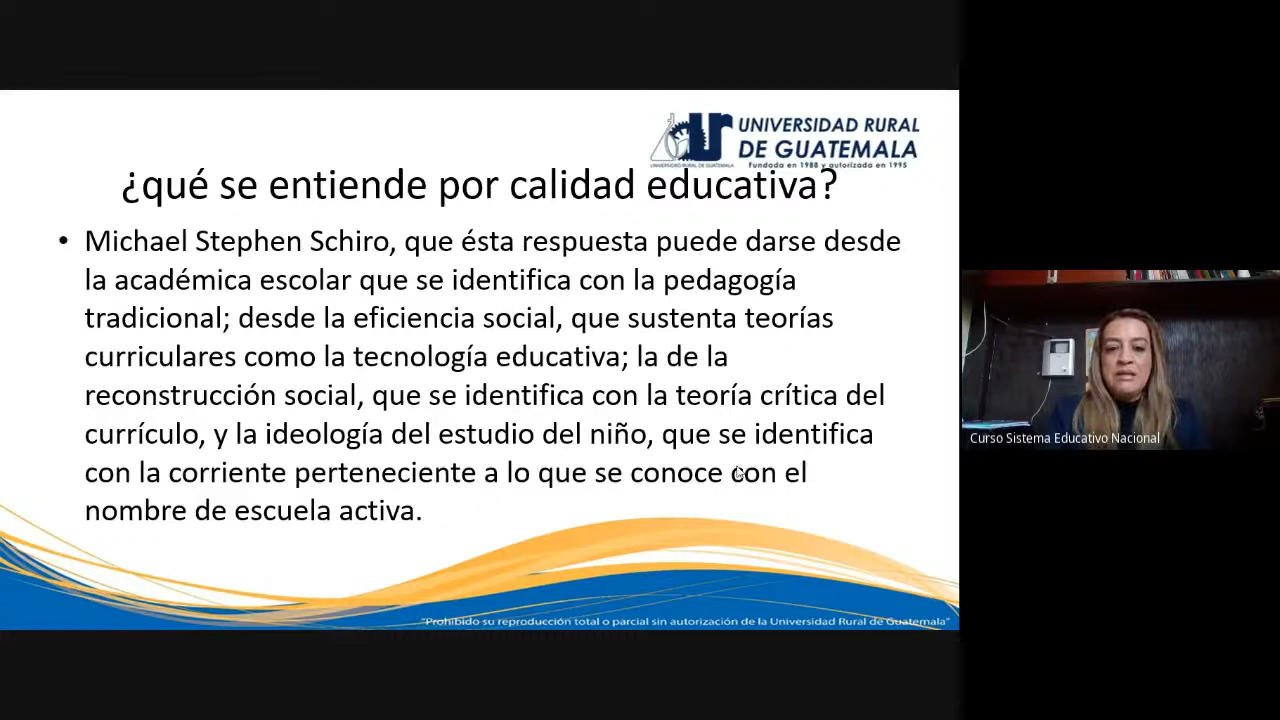 UNIVERSIDAD RURAL
DE GUATEMALA
UNIVERSIDAD RURAL DE GUATEMALA
Fundada en 1988 y autorizada en 1995
¿qué se entiende por calidad educativa?
• Michael Stephen Schiro, que ésta respuesta puede darse desde
la académica escolar que se identifica con la pedagogía
tradicional; desde la eficiencia social, que sustenta teorías
curriculares como la tecnología educativa; la de la
reconstrucción social, que se identifica con la teoría crítica del
currículo, y la ideología del estudio del niño, que se identifica
con la corriente perteneciente a lo que se conoce con el
nombre de escuela activa.
"Prohibido su reproducción total o parcial sin autorización de la Universidad Rural de Guatemala"
Curso Sistema Educativo Nacional